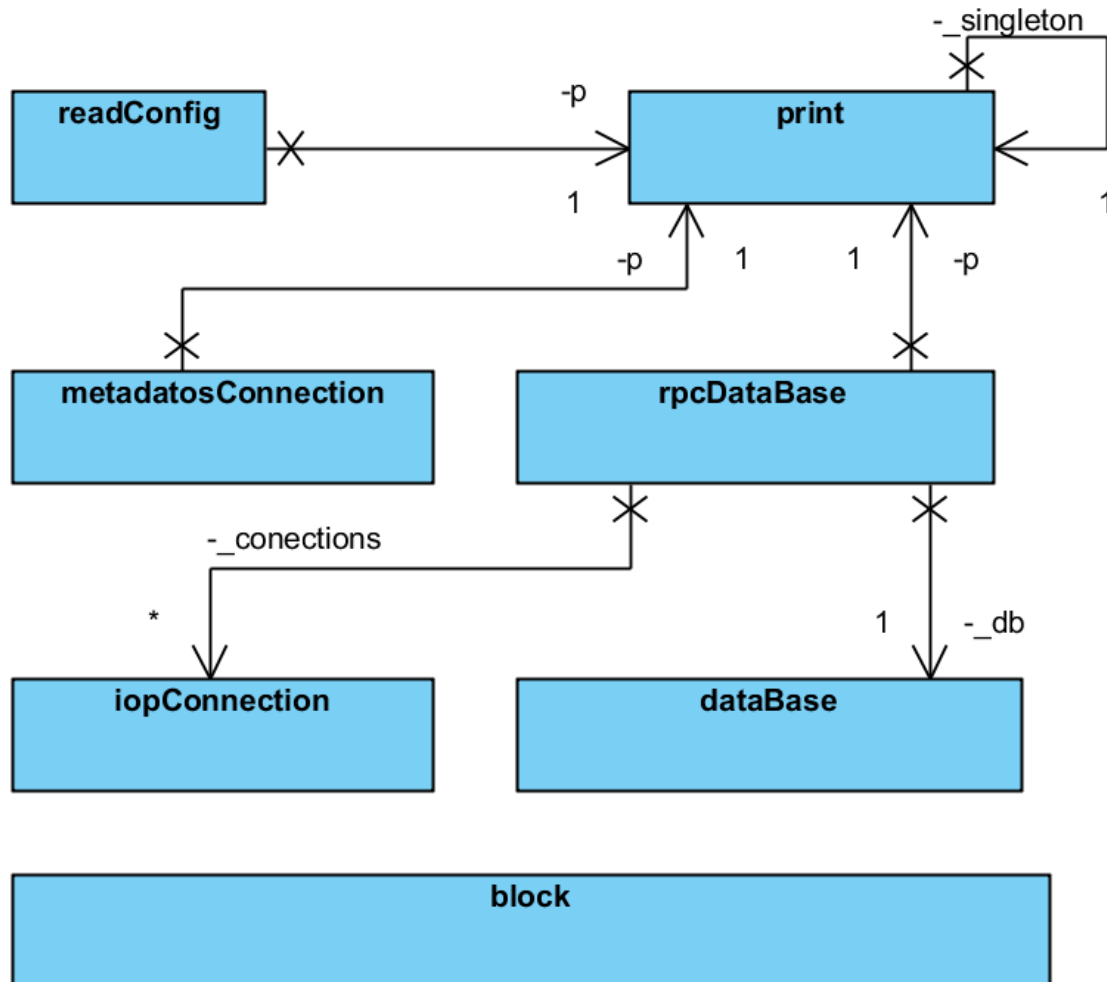 -_singleton
readConfig
-p
print
1
1
-p
1
1
-p
metadatosConnection
rpcDataBase
-_conections
*
1
-_db
iopConnection
dataBase
block